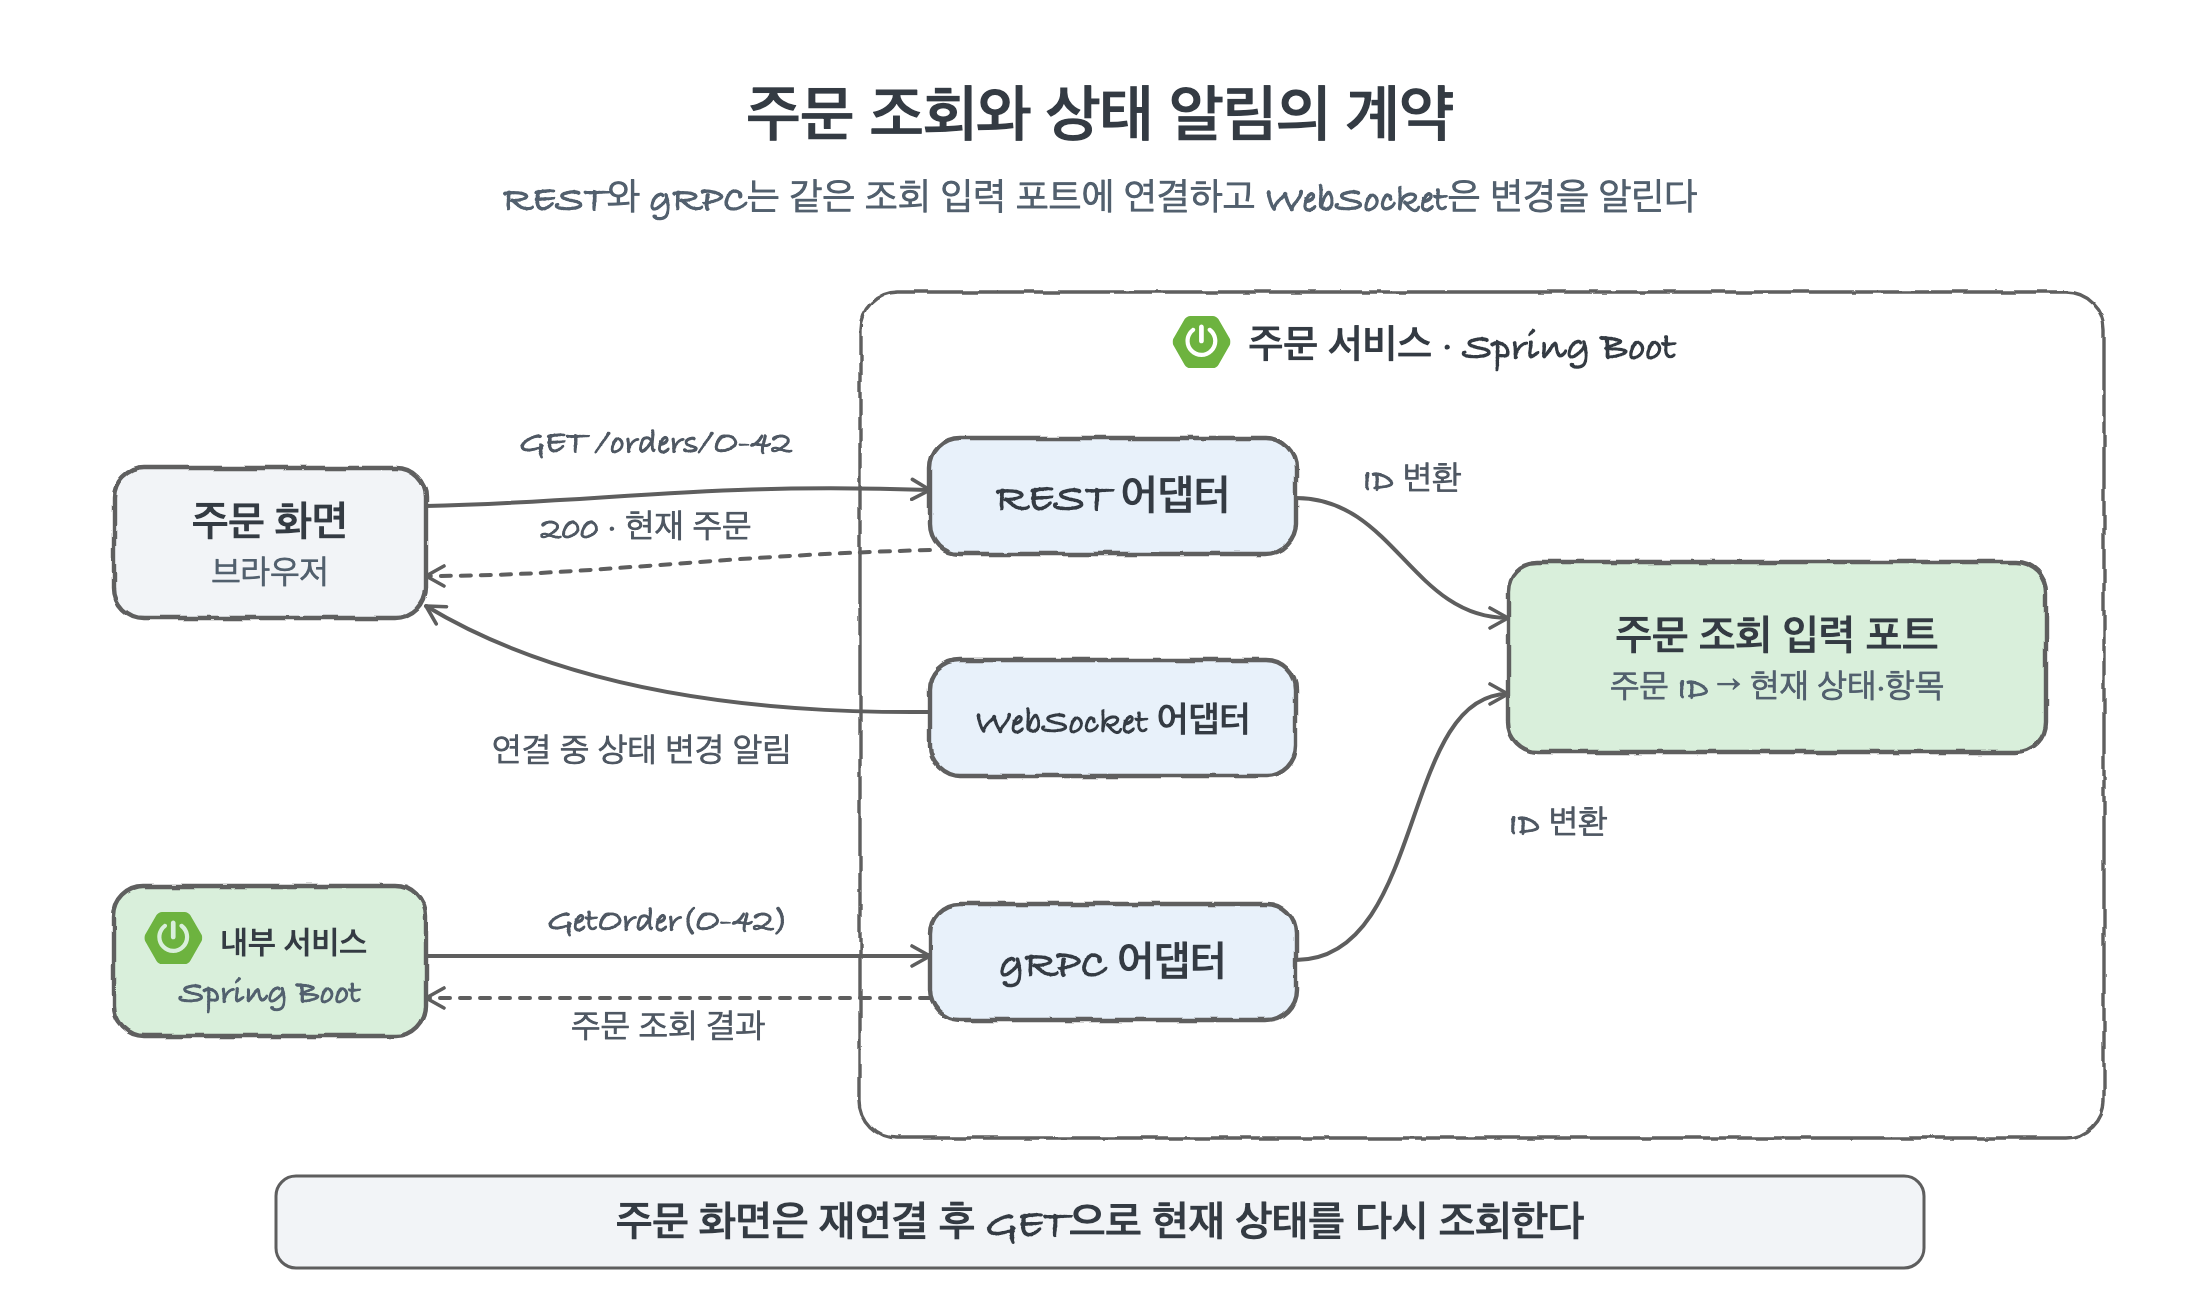 주문 조회와 상태 알림의 계약
REST와 gRPC는 같은 조회 입력 포트에 연결하고 WebSocket은 변경을 알린다
주문 서비스 · Spring Boot
GET /orders/O-42
REST 어댑터
ID 변환
주문 화면
브라우저
200 · 현재 주문
주문 조회 입력 포트
주문 ID → 현재 상태·항목
WebSocket 어댑터
연결 중 상태 변경 알림
ID 변환
내부 서비스
Spring Boot
GetOrder(O-42)
gRPC 어댑터
주문 조회 결과
주문 화면은 재연결 후 GET으로 현재 상태를 다시 조회한다